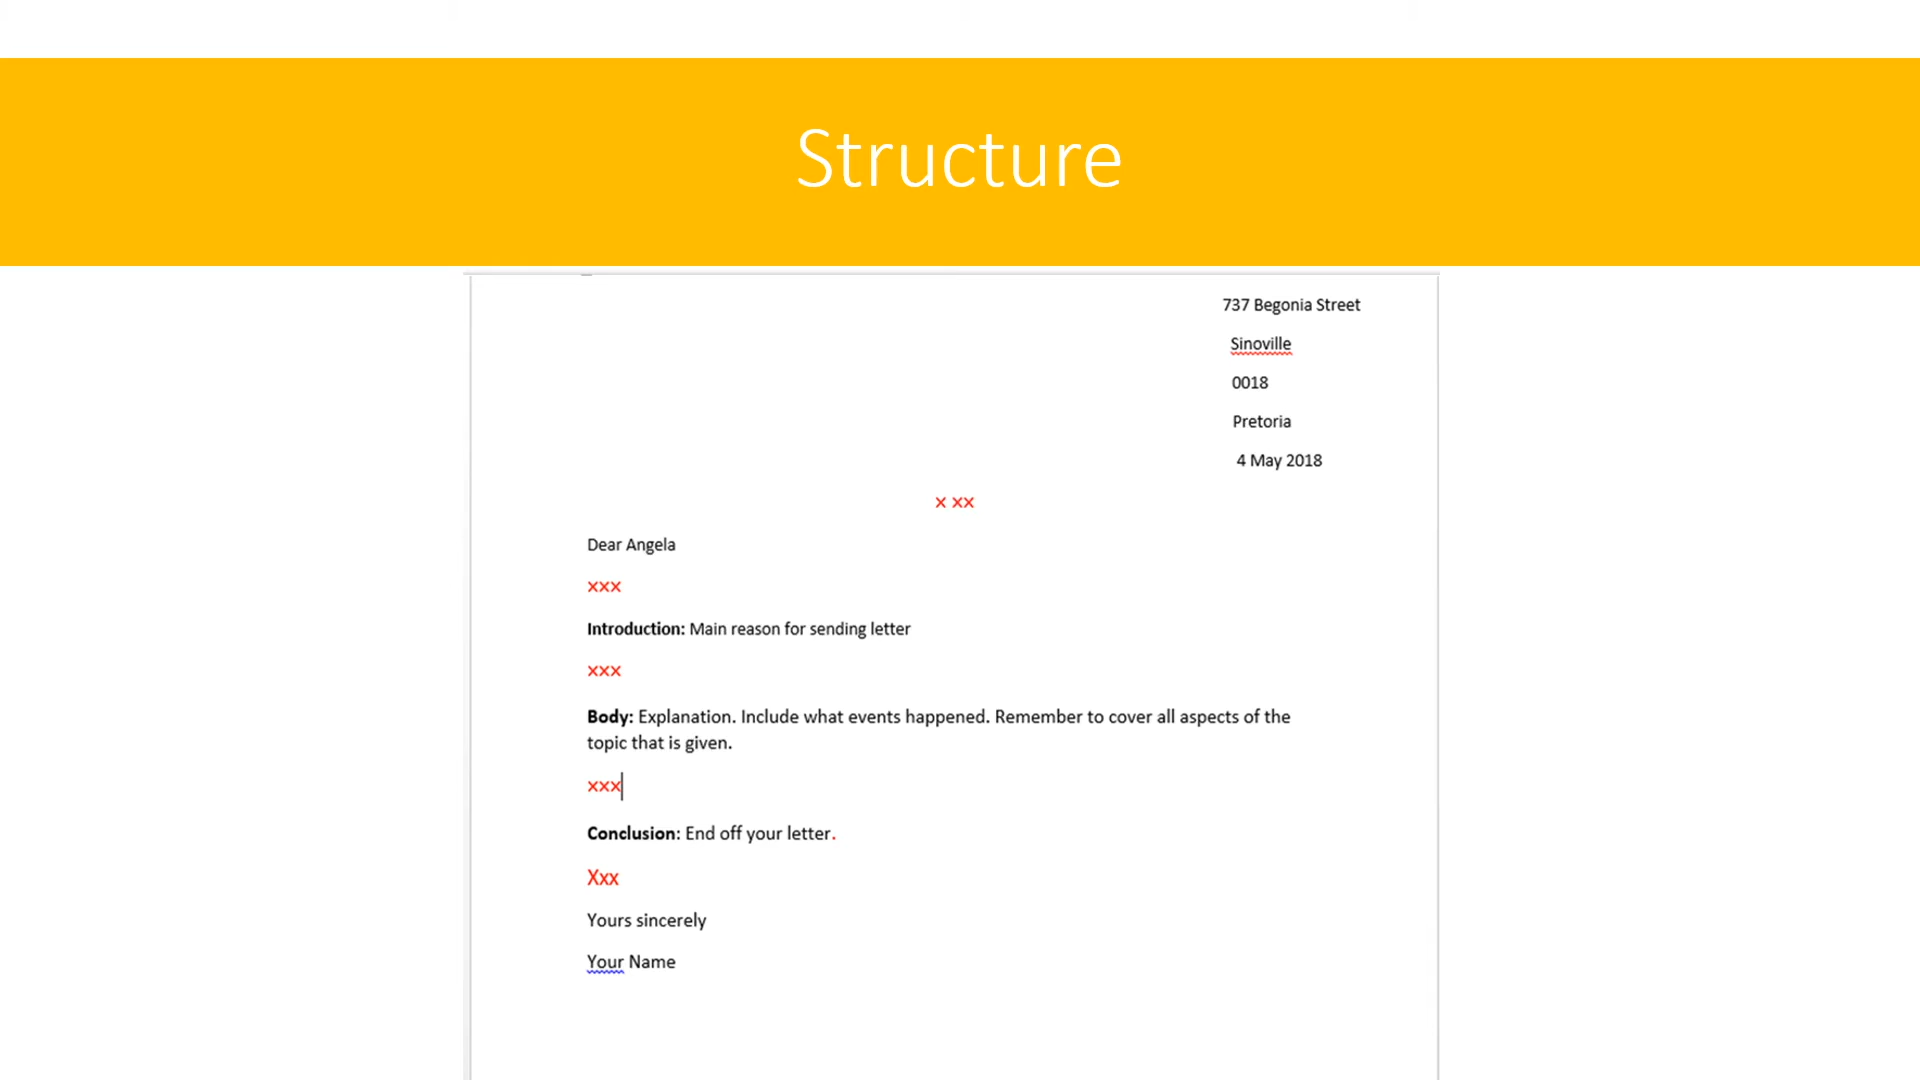 Structure
737 Begonia Street
Sinoville
0018
Pretoria
4 May 2018
x xx
Dear Angela
xxx
Introduction: Main reason for sending letter
xxx
Body: Explanation. Include what events happened. Remember to cover all aspects of the
topic that is given.
xxx
Conclusion: End off your letter.
Xxx
Yours sincerely
Your Name